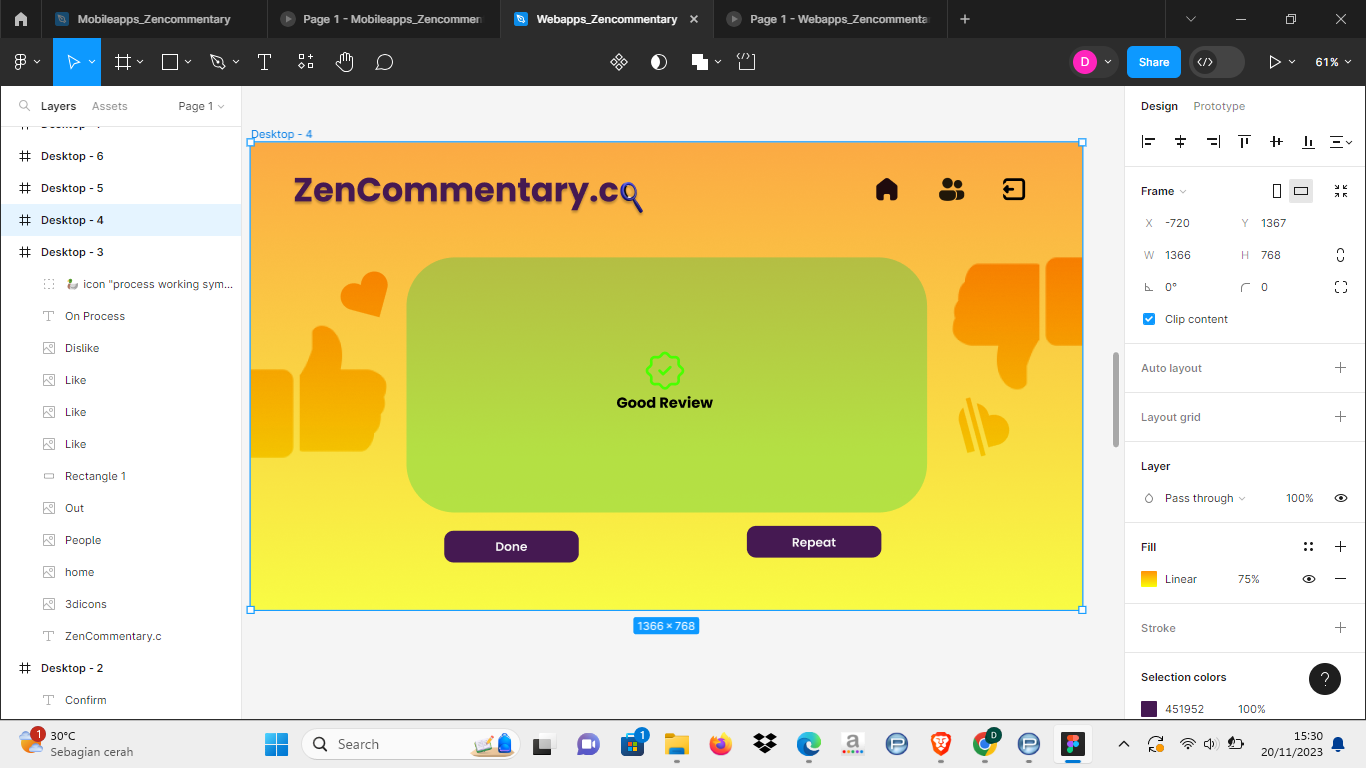 Mobileapps_Zencommentary
Page 1 - Mobileapps_Zencommen
Webapps_Zencommentary
Page 1 - Webapps_Zencommenta
D
Share
61%
Layers
Assets
Page 1
Desktop - 6
Desktop - 5
Desktop - 4
Desktop - 3
icon "process working sym...
On Process
Dislike
Like
Like
Like
Rectangle 1
Out
People
home
3dicons
ZenCommentary.c
Desktop - 2
Confirm
Desktop - 4
ZenCommentary.co
Good Review
Done
Repeat
1366 × 768
Design
Prototype
Frame
X -720
Y 1367
W 1366
H 768
0°
0
Clip content
Auto layout
Layout grid
Layer
Pass through
100%
Fill
Linear
75%
Stroke
Selection colors
451952
100%
?
1
30°C
Sebagian cerah
Search
1
a
D
15:30
20/11/2023